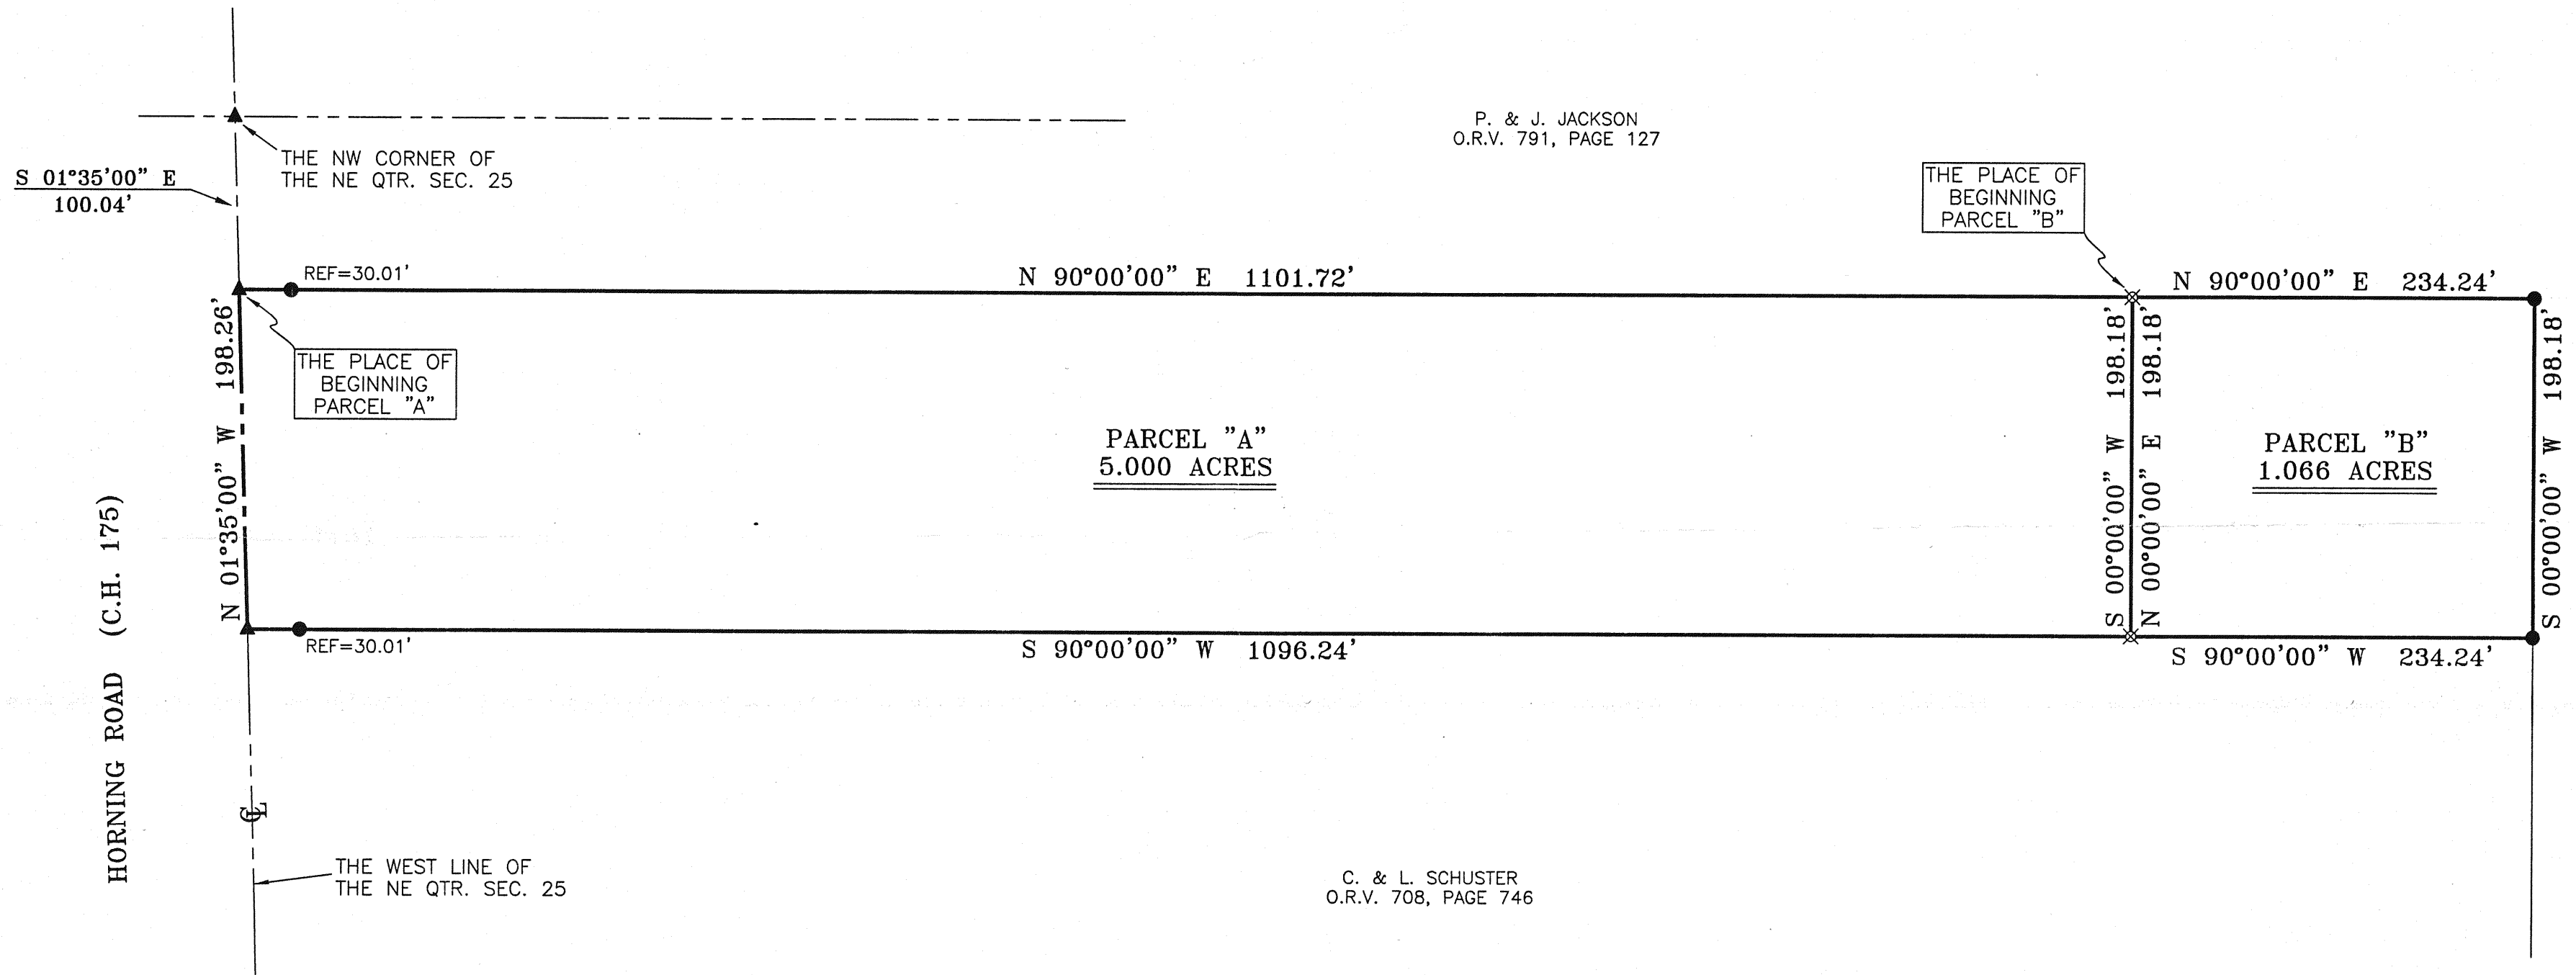 P. & J. JACKSON
O.R.V. 791, PAGE 127
THE NW CORNER OF
THE NE QTR. SEC. 25
S 01°35'00" E
100.04'
THE PLACE OF
BEGINNING
PARCEL "B"
REF=30.01'
N 90°00'00" E 1101.72'
N 90°00'00" E 234.24'
N 01°35'00" W 198.26'
THE PLACE OF
BEGINNING
PARCEL "A"
PARCEL "A"
5.000 ACRES
S 00°00'00" W 198.18'
N 00°00'00" E 198.18'
PARCEL "B"
1.066 ACRES
S 00°00'00" W 198.18'
HORNING ROAD (C.H. 175)
REF=30.01'
S 90°00'00" W 1096.24'
S 90°00'00" W 234.24'
CL
THE WEST LINE OF
THE NE QTR. SEC. 25
C. & L. SCHUSTER
O.R.V. 708, PAGE 746